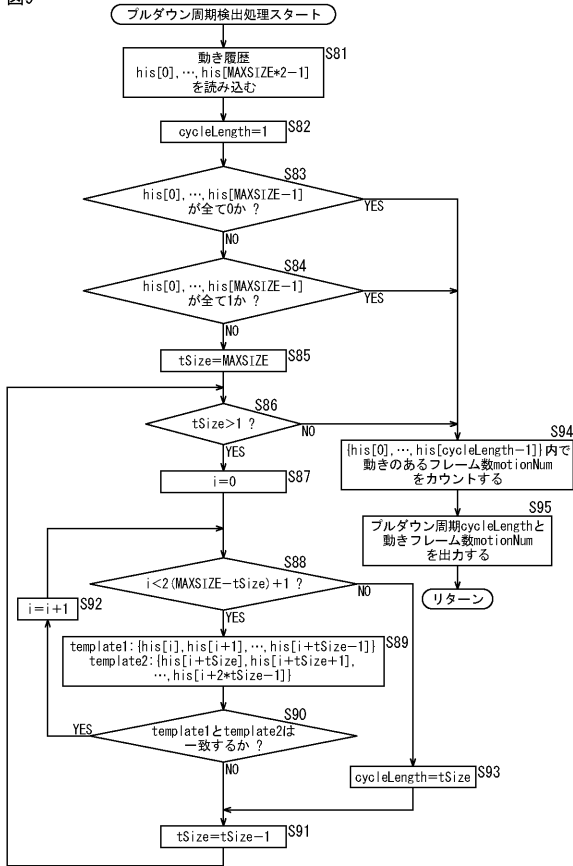 プルダウン周期検出処理スタート
動き履歴
his[0],…,his[MAXSIZE*2−1]
を読み込む
S81
cycleLength=1
S82
S83
his[0],…,his[MAXSIZE−1]
が全て0か ?
YES
NO
S84
his[0],…,his[MAXSIZE−1]
が全て1か ?
YES
NO
tSize=MAXSIZE
S85
S86
tSize>1 ?
NO
YES
i=0
S87
S88
i<2(MAXSIZE−tSize)+1 ?
NO
YES
i=i+1
S92
template1:{his[i],his[i+1],…,his[i+tSize−1]}
template2:{his[i+tSize],his[i+tSize+1],
…,his[i+2*tSize−1]}
S89
S90
template1とtemplate2は
一致するか ?
YES
NO
cycleLength=tSize
S93
tSize=tSize−1
S91
S94
{his[0],…,his[cycleLength−1]}内で
動きのあるフレーム数motionNum
をカウントする
S95
プルダウン周期cycleLengthと
動きフレーム数motionNum
を出力する
リターン